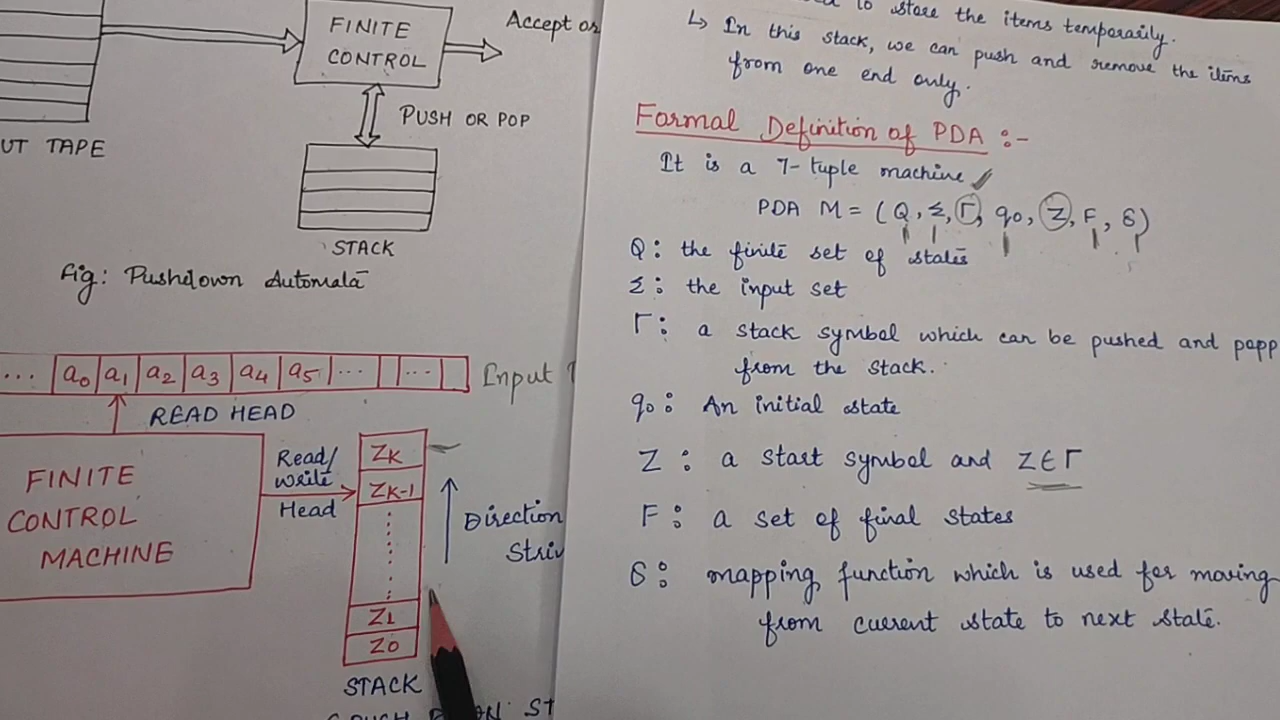 FINITE
CONTROL
Accept or
PUSH OR POP
UT TAPE
STACK
Fig: Pushdown Automata
... a0 a1 a2 a3 a4 a5 ... ...
Input
READ HEAD
FINITE
CONTROL
MACHINE
Read/
write
Head
ZK
ZK-1
Z1
Z0
Direction
STACK
to store the items temporarily.
↳ In this stack, we can push and remove the items
from one end only.
Formal Definition of PDA :-
It is a 7-tuple machine
PDA M = (Q, Σ, Γ, q0, Z, F, δ)
Q: the finite set of states
Σ: the input set
Γ: a stack symbol which can be pushed and papp
from the stack.
q0: An initial state
Z: a start symbol and Z∈Γ
F: a set of final states
δ: mapping function which is used for moving
from current state to next state.